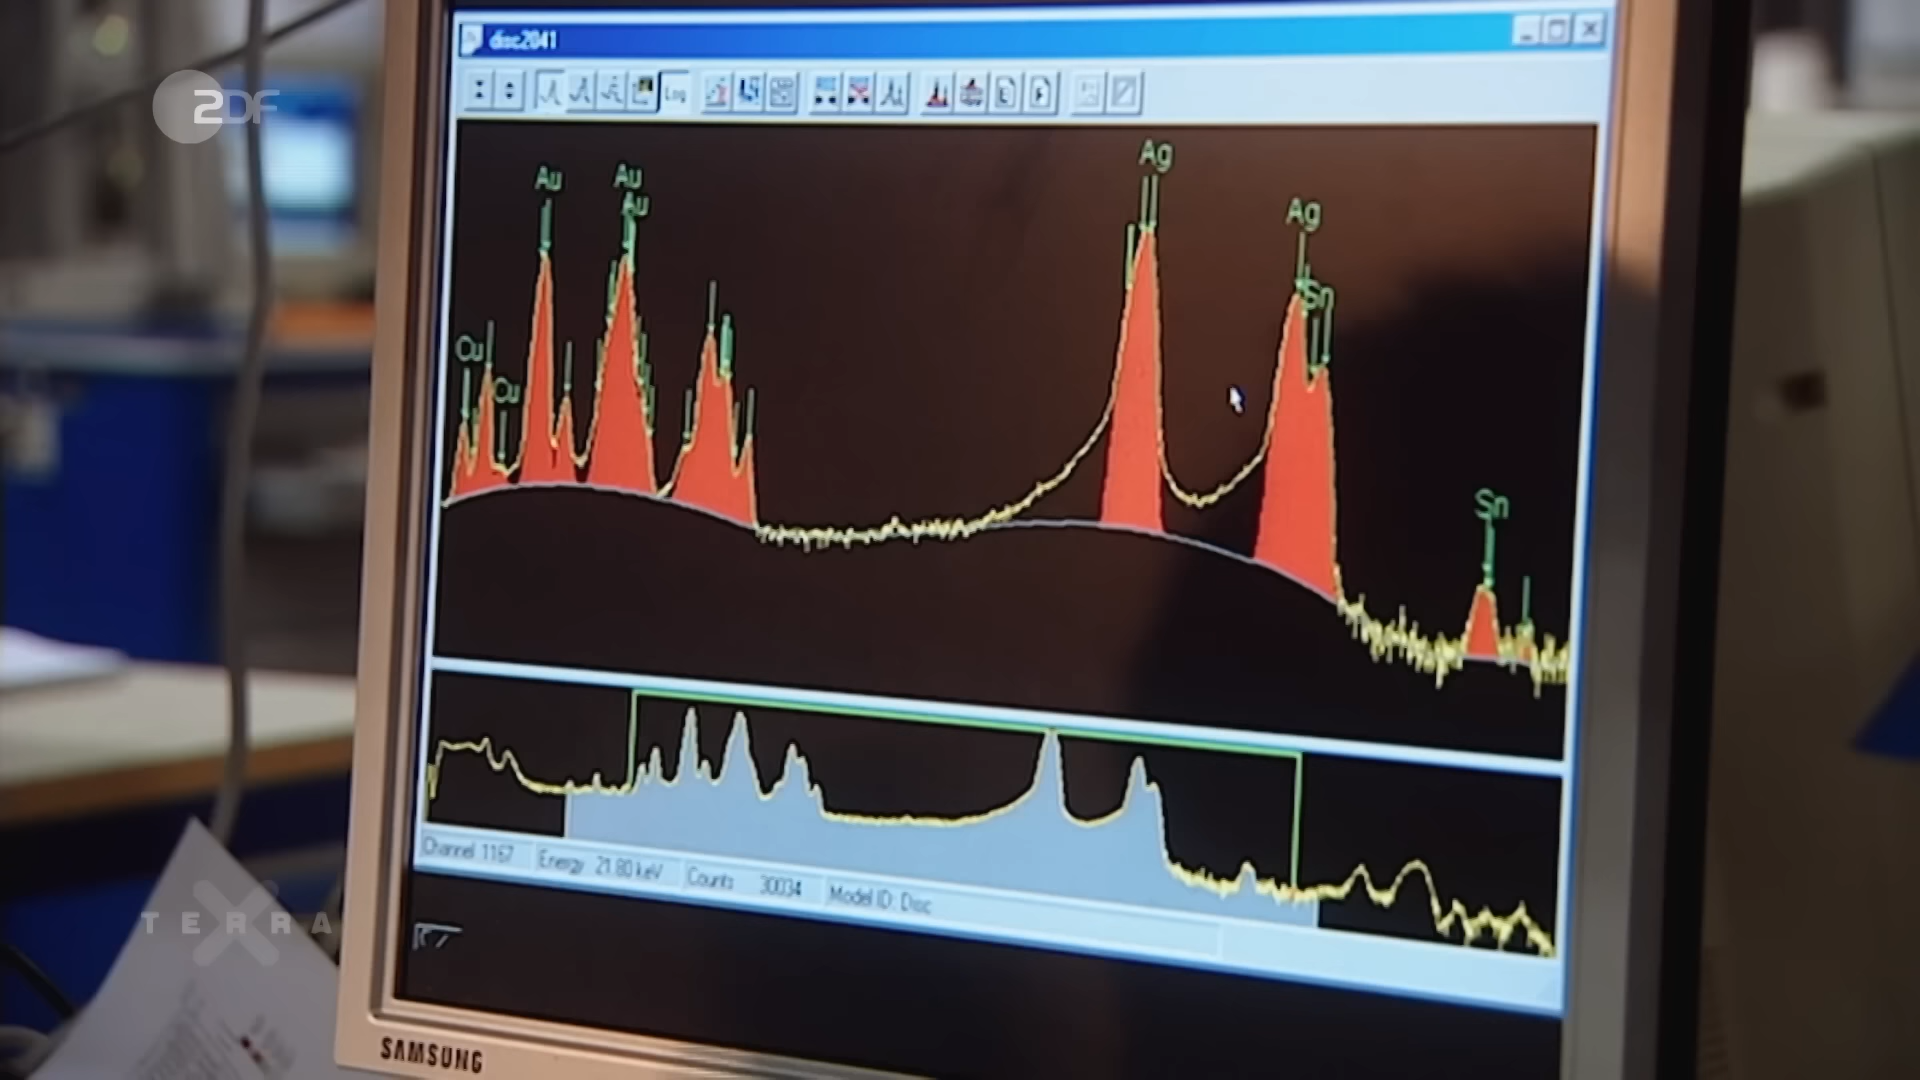 disc2041
2DF
Log
Ag
Au
Au
Au
Ag
Sn
Cu
Cu
Sn
Channel 1167
Energy 21.80 keV
Counts 30034
Model ID: Disc
TERRA
X
SAMSUNG